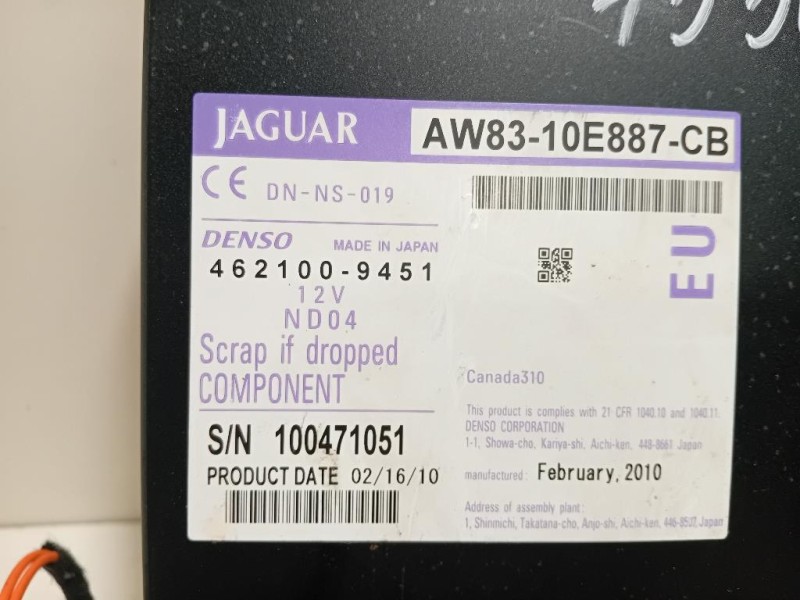 JAGUAR AW83-10E887-CB
CE DN-NS-019
EU
DENSO MADE IN JAPAN
462100-9451
12V
ND04
Scrap if dropped
COMPONENT
S/N 100471051
PRODUCT DATE 02/16/10
Canada310
This product is complies with 21 CFR 1040.10 and 1040.11.
DENSO CORPORATION
1-1, Showa-cho, Kariya-shi, Aichi-ken, 448-8661 Japan
manufactured: February, 2010
Address of assembly plant:
1, Shinmichi, Takatana-cho, Anjo-shi, Aichi-ken, 446-8507, Japan